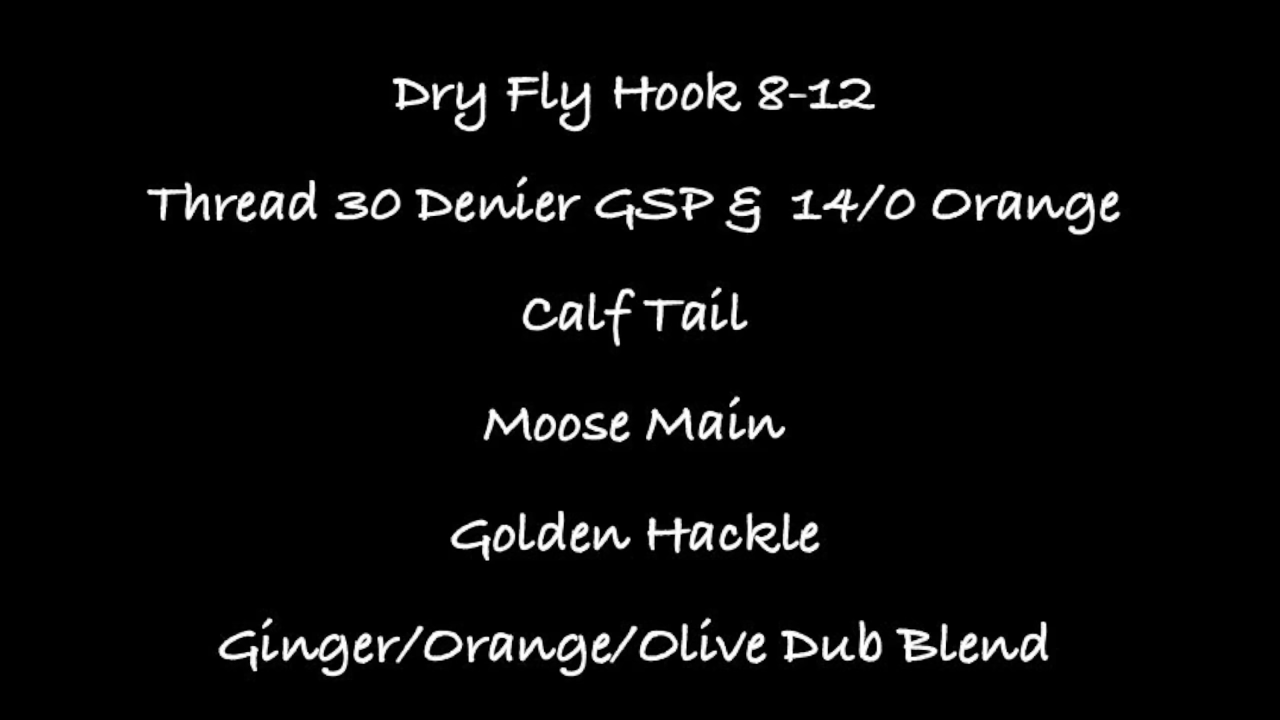 Dry Fly Hook 8-12
Thread 30 Denier GSP & 14/0 Orange
Calf Tail
Moose Main
Golden Hackle
Ginger/Orange/Olive Dub Blend